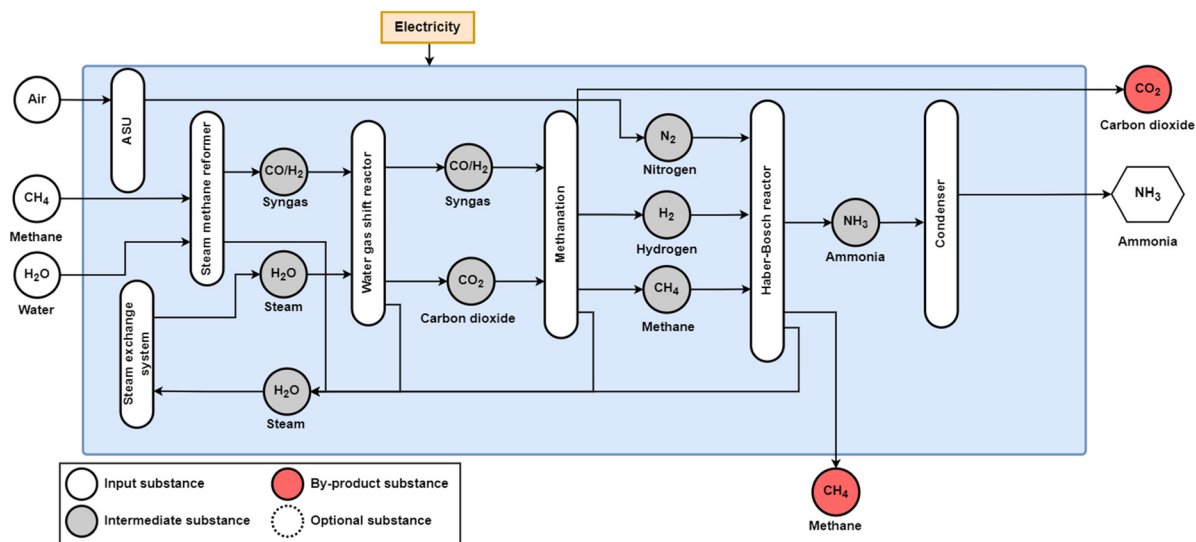 Electricity
Air
ASU
CH₄
Methane
H₂O
Water
Steam methane reformer
Steam exchange
system
CO/H₂
Syngas
H₂O
Steam
H₂O
Steam
Water gas shift reactor
CO/H₂
Syngas
CO₂
Carbon dioxide
Methanation
N₂
Nitrogen
H₂
Hydrogen
CH₄
Methane
Haber-Bosch reactor
NH₃
Ammonia
Condenser
CO₂
Carbon dioxide
NH₃
Ammonia
CH₄
Methane
Input substance
By-product substance
Intermediate substance
Optional substance